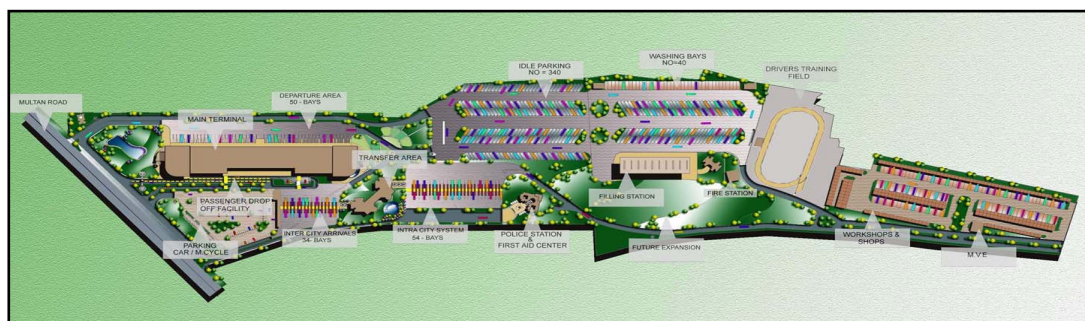 MULTAN ROAD
DEPARTURE AREA
50 - BAYS
MAIN TERMINAL
TRANSFER AREA
IDLE PARKING
NO = 340
WASHING BAYS
NO=40
DRIVERS TRAINING
FIELD
PASSENGER DROP
OFF FACILITY
PARKING
CAR / M.CYCLE
INTER CITY ARRIVALS
34- BAYS
INTRA CITY SYSTEM
54 - BAYS
POLICE STATION
&
FIRST AID CENTER
FILLING STATION
FIRE STATION
FUTURE EXPANSION
WORKSHOPS &
SHOPS
M.V.E